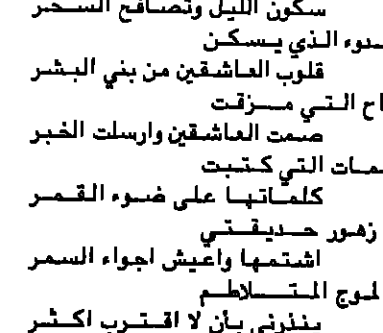 سكون الليل وتصافح السحر
الذي يسكن
قلوب العاشقين من بني البشر
التي مزقت
صمت العاشقين وارسلت الخبر
التي كتبت
كلماتها على ضوء القمر
زهور حديقتي
اشتمها واعيش اجواء السمر
المتلاطم
ينذرني بأن لا اقترب اكثر